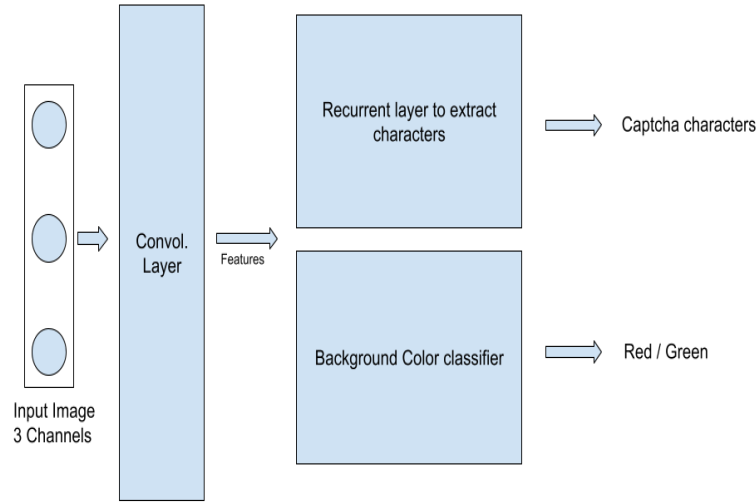 Recurrent layer to extract
characters
Captcha characters
Convol.
Layer
Features
Background Color classifier
Red / Green
Input Image
3 Channels